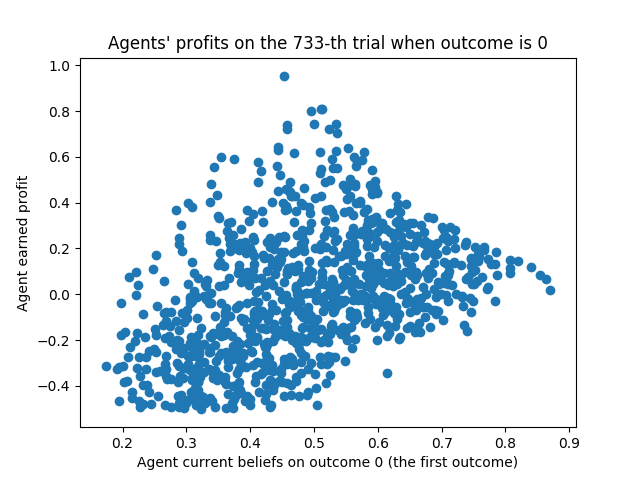 Agents' profits on the 733-th trial when outcome is 0
1.0
0.8
0.6
0.4
0.2
0.0
−0.2
−0.4
Agent earned profit
0.2 0.3 0.4 0.5 0.6 0.7 0.8 0.9
Agent current beliefs on outcome 0 (the first outcome)